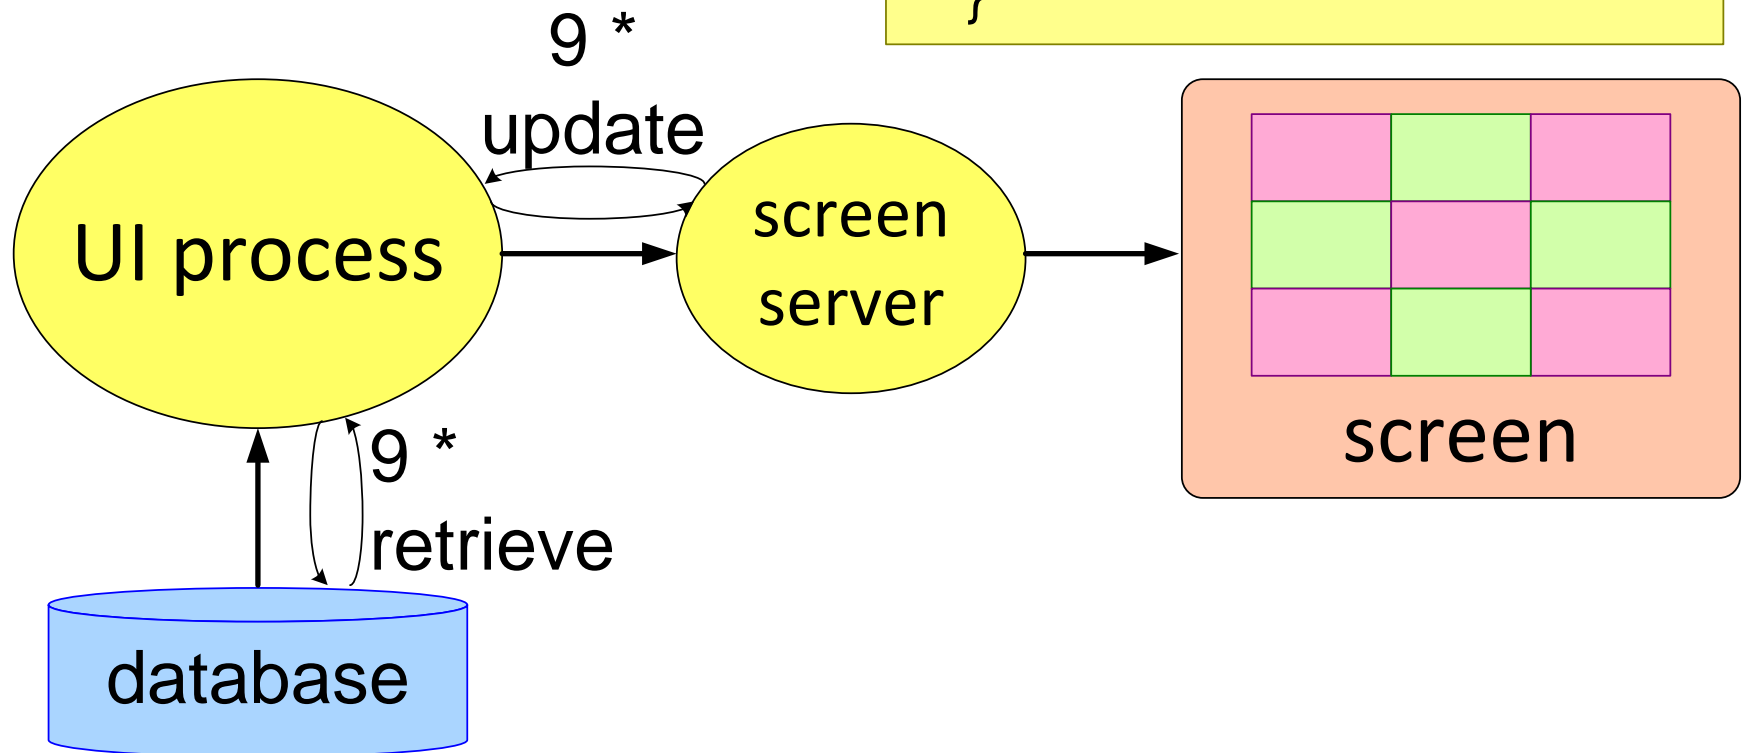 }
9 *
update
UI process
screen
server
screen
9 *
retrieve
database